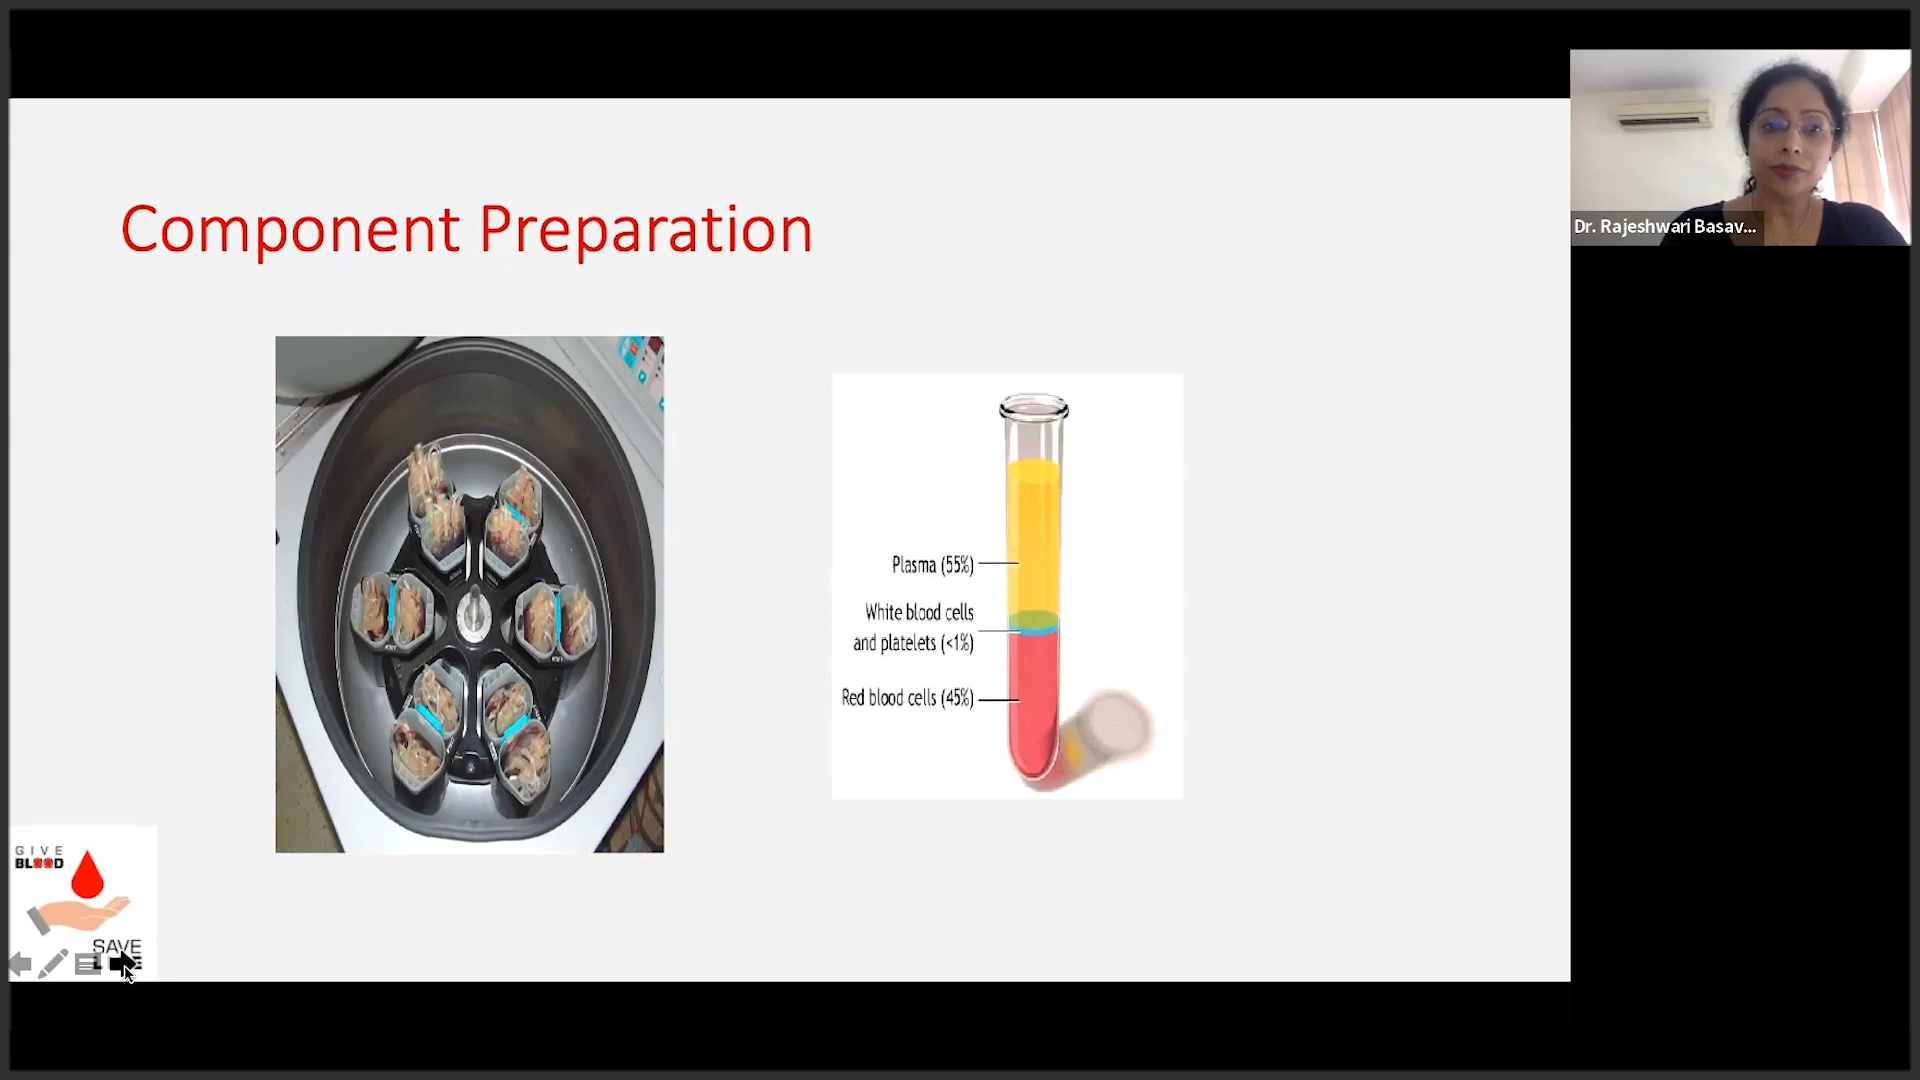 Component Preparation
Dr. Rajeshwari Basav...
Plasma (55%)
White blood cells
and platelets (<1%)
Red blood cells (45%)
GIVE
BLOOD
SAVE